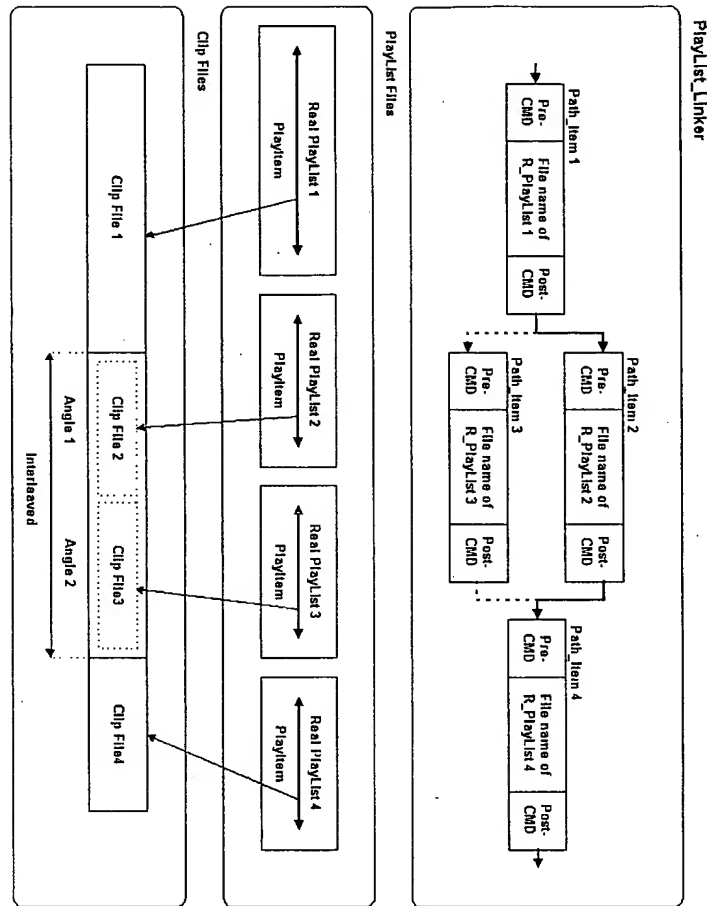 PlayList_Linker
Path_Item 1
Pre-
CMD
File name of
R_PlayList 1
Post-
CMD
Path_Item 2
Pre-
CMD
File name of
R_PlayList 2
Post-
CMD
Path_Item 3
Pre-
CMD
File name of
R_PlayList 3
Post-
CMD
Path_Item 4
Pre-
CMD
File name of
R_PlayList 4
Post-
CMD
PlayList Files
Real PlayList 1
PlayItem
Real PlayList 2
PlayItem
Real PlayList 3
PlayItem
Real PlayList 4
PlayItem
Clip Files
Clip File 1
Clip File 2
Clip File3
Clip File4
Angle 1
Angle 2
Interleaved